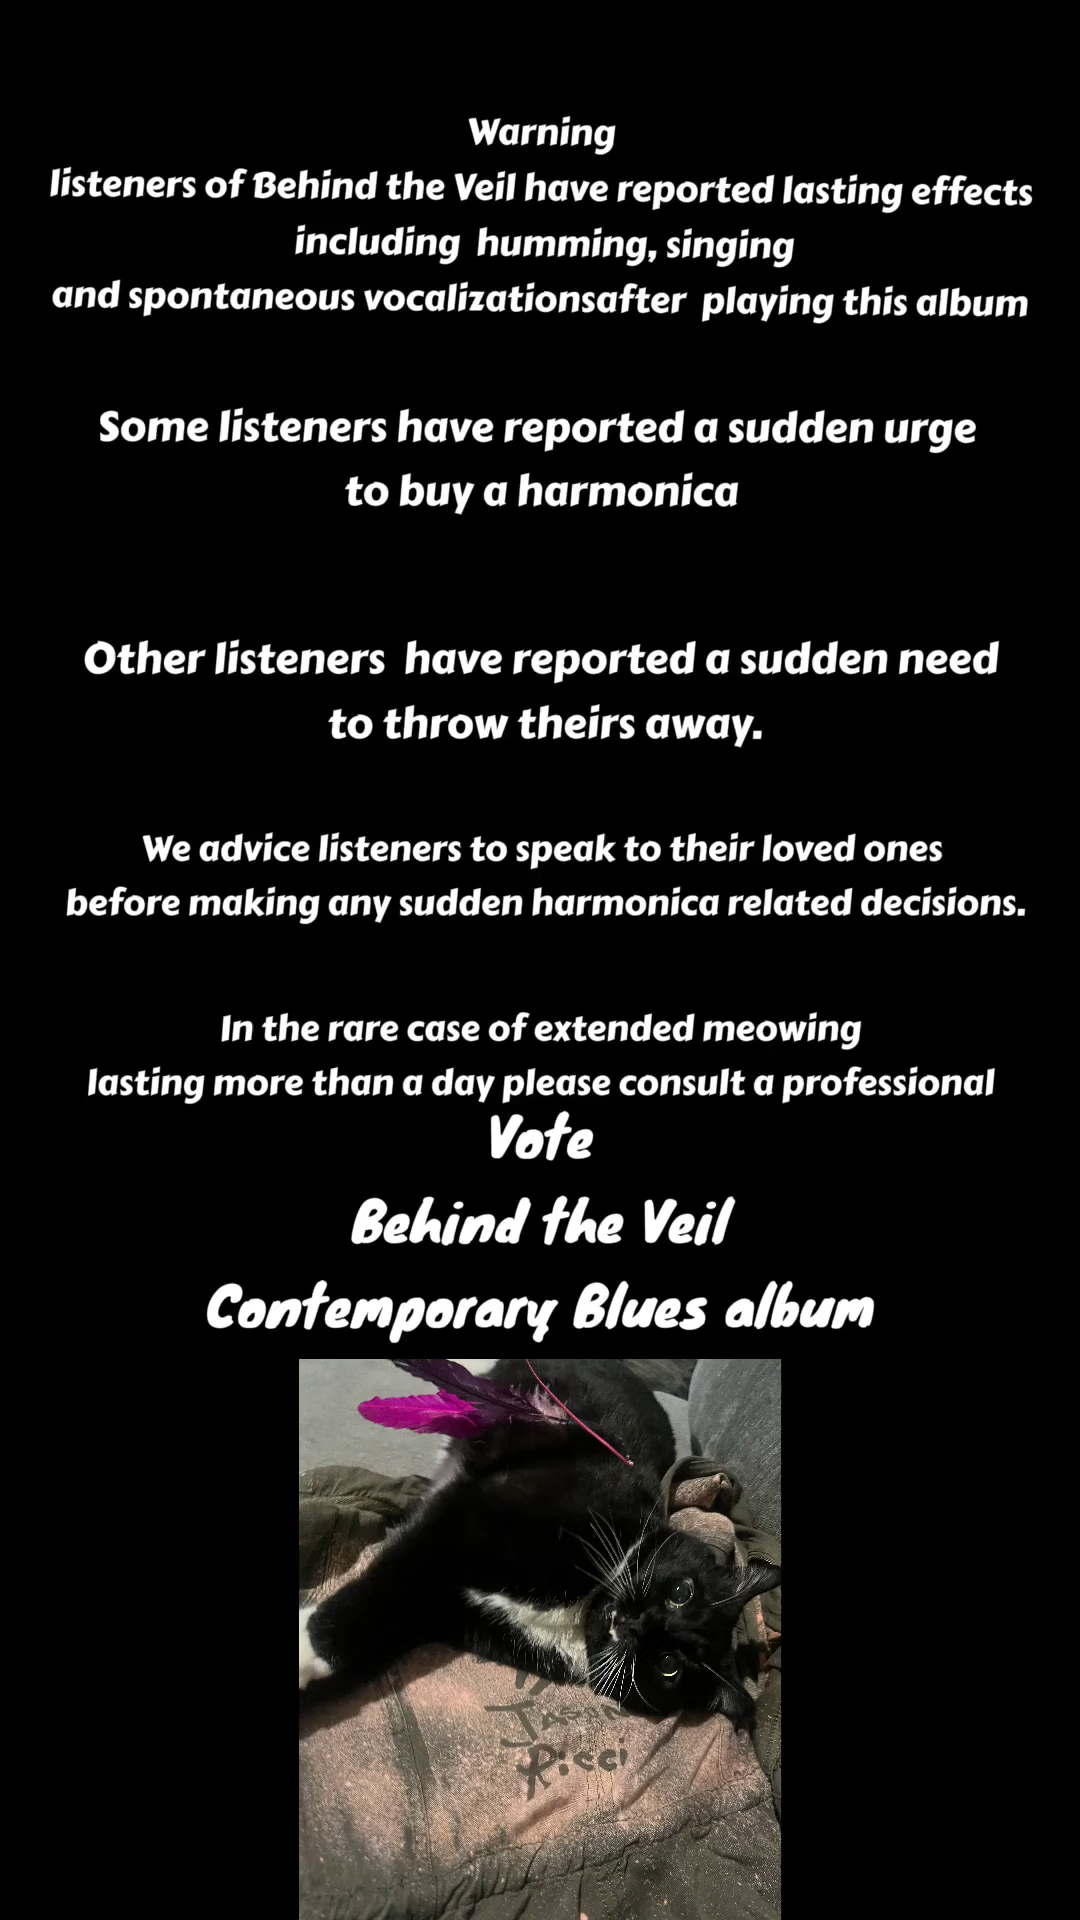 Warning
listeners of Behind the Veil have reported lasting effects
including humming, singing
and spontaneous vocalizationsafter playing this album
Some listeners have reported a sudden urge
to buy a harmonica
Other listeners have reported a sudden need
to throw theirs away.
We advice listeners to speak to their loved ones
before making any sudden harmonica related decisions.
In the rare case of extended meowing
lasting more than a day please consult a professional
Vote
Behind the Veil
Contemporary Blues album
Jason
Ricci